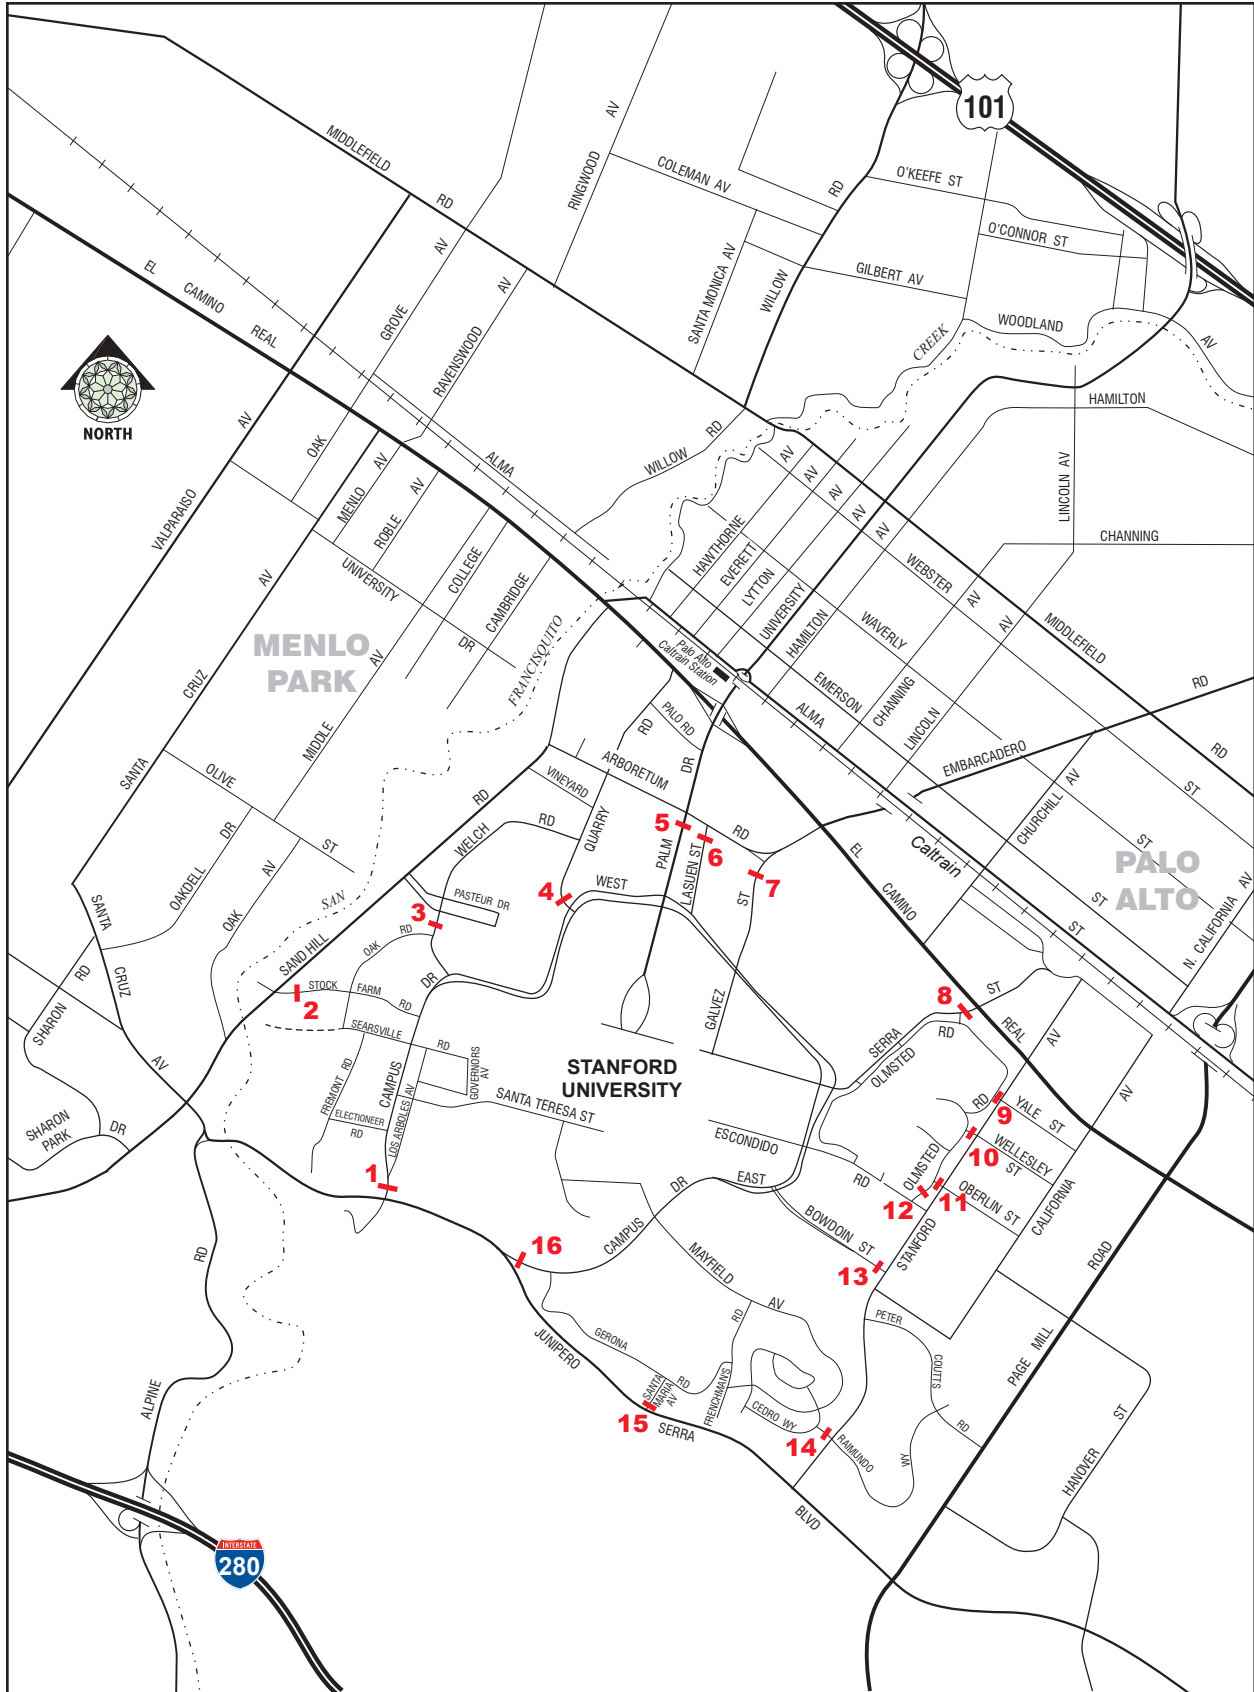 101
MIDDLEFIELD
RD
RINGWOOD
AV
COLEMAN AV
RD
O'KEEFE ST
O'CONNOR ST
EL
CAMINO
REAL
GROVE
AV
RAVENSWOOD
AV
SANTA MONICA AV
WILLOW
GILBERT AV
WOODLAND
AV
CREEK
NORTH
HAMILTON
AV
OAK
ALMA
WILLOW
RD
AV
AV
AV
AV
AV
MENLO
AV
ROBLE
AV
LINCOLN AV
VALPARAISO
CHANNING
UNIVERSITY
DR
COLLEGE
CAMBRIDGE
HAWTHORNE
EVERETT
LYTTON
UNIVERSITY
HAMILTON
WEBSTER
WAVERLY
AV
AV
MIDDLEFIELD
RD
AV
MENLO
PARK
AV
FRANCISQUITO
Palo Alto
Caltrain Station
EMERSON
ALMA
CHANNING
LINCOLN
RD
CRUZ
MIDDLE
SANTA
PALO RD
RD
DR
EMBARCADERO
ST
OLIVE
ST
ARBORETUM
RD
VINEYARD
QUARRY
CHURCHILL AV
RD
WELCH
RD
5
6
PALM
LASUEN ST
7
ST
EL
CAMINO
Caltrain
ST
PALO
ALTO
ST
OAKDELL
DR
OAK
AV
SAN
PASTEUR DR
4
WEST
3
SANTA
CRUZ
AV
SAND HILL
OAK
RD
DR
N. CALIFORNIA AV
ST
SHARON
RD
STOCK
FARM
RD
2
SEARSVILLE
RD
GALVEZ
8
ST
REAL
SERRA
OLMSTED
RD
STANFORD
UNIVERSITY
AV
AV
FREMONT RD
CAMPUS
GOVERNORS
AV
ELECTIONEER
RD
LOS ARBOLES AV
SANTA TERESA ST
SHARON
PARK
DR
RD
9
YALE ST
ESCONDIDO
RD
10
WELLESLEY
ST
OLMSTED
1
EAST
DR
CAMPUS
12
11
OBERLIN ST
CALIFORNIA
BOWDOIN ST
STANFORD
13
16
MAYFIELD
AV
ROAD
RD
JUNIPERO
GERONA
RD
RD
PETER
COUTTS
RD
PAGE MILL
ALPINE
SANTA
MARIA
AV
FRENCHMAN'S
CEDRO WY
15
SERRA
14
RAIMUNDO
WY
ST
HANOVER
BLVD
INTERSTATE
280